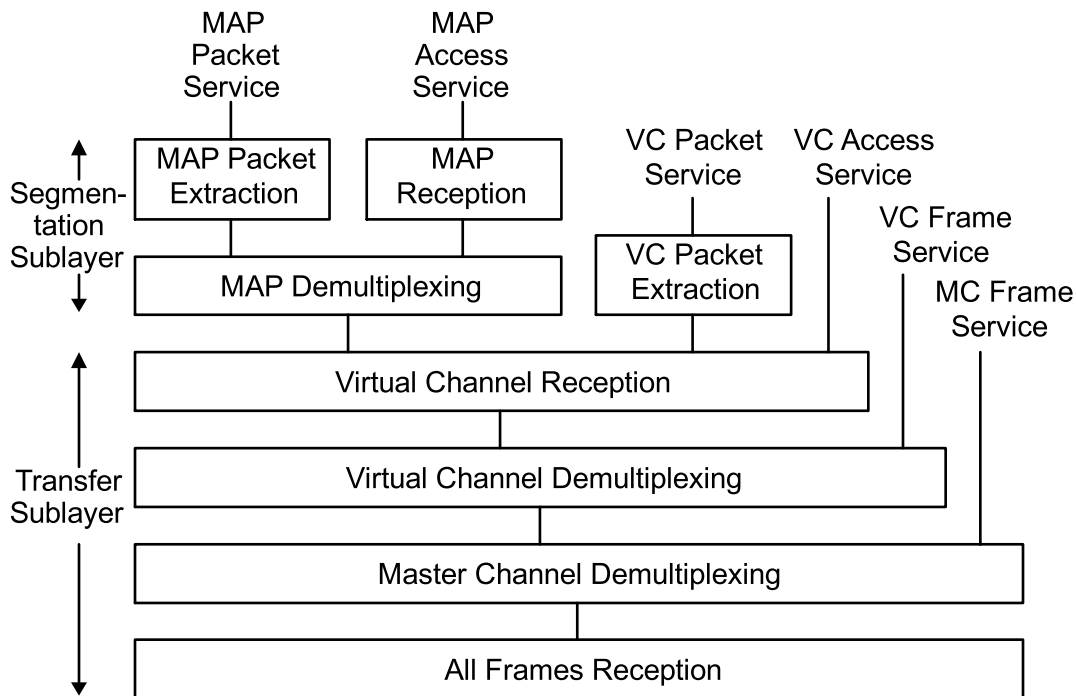 MAP
Packet
Service
MAP
Access
Service
VC Packet
Service
VC Access
Service
VC Frame
Service
MC Frame
Service
Segmen-
tation
Sublayer
MAP Packet
Extraction
MAP
Reception
VC Packet
Extraction
MAP Demultiplexing
Transfer
Sublayer
Virtual Channel Reception
Virtual Channel Demultiplexing
Master Channel Demultiplexing
All Frames Reception